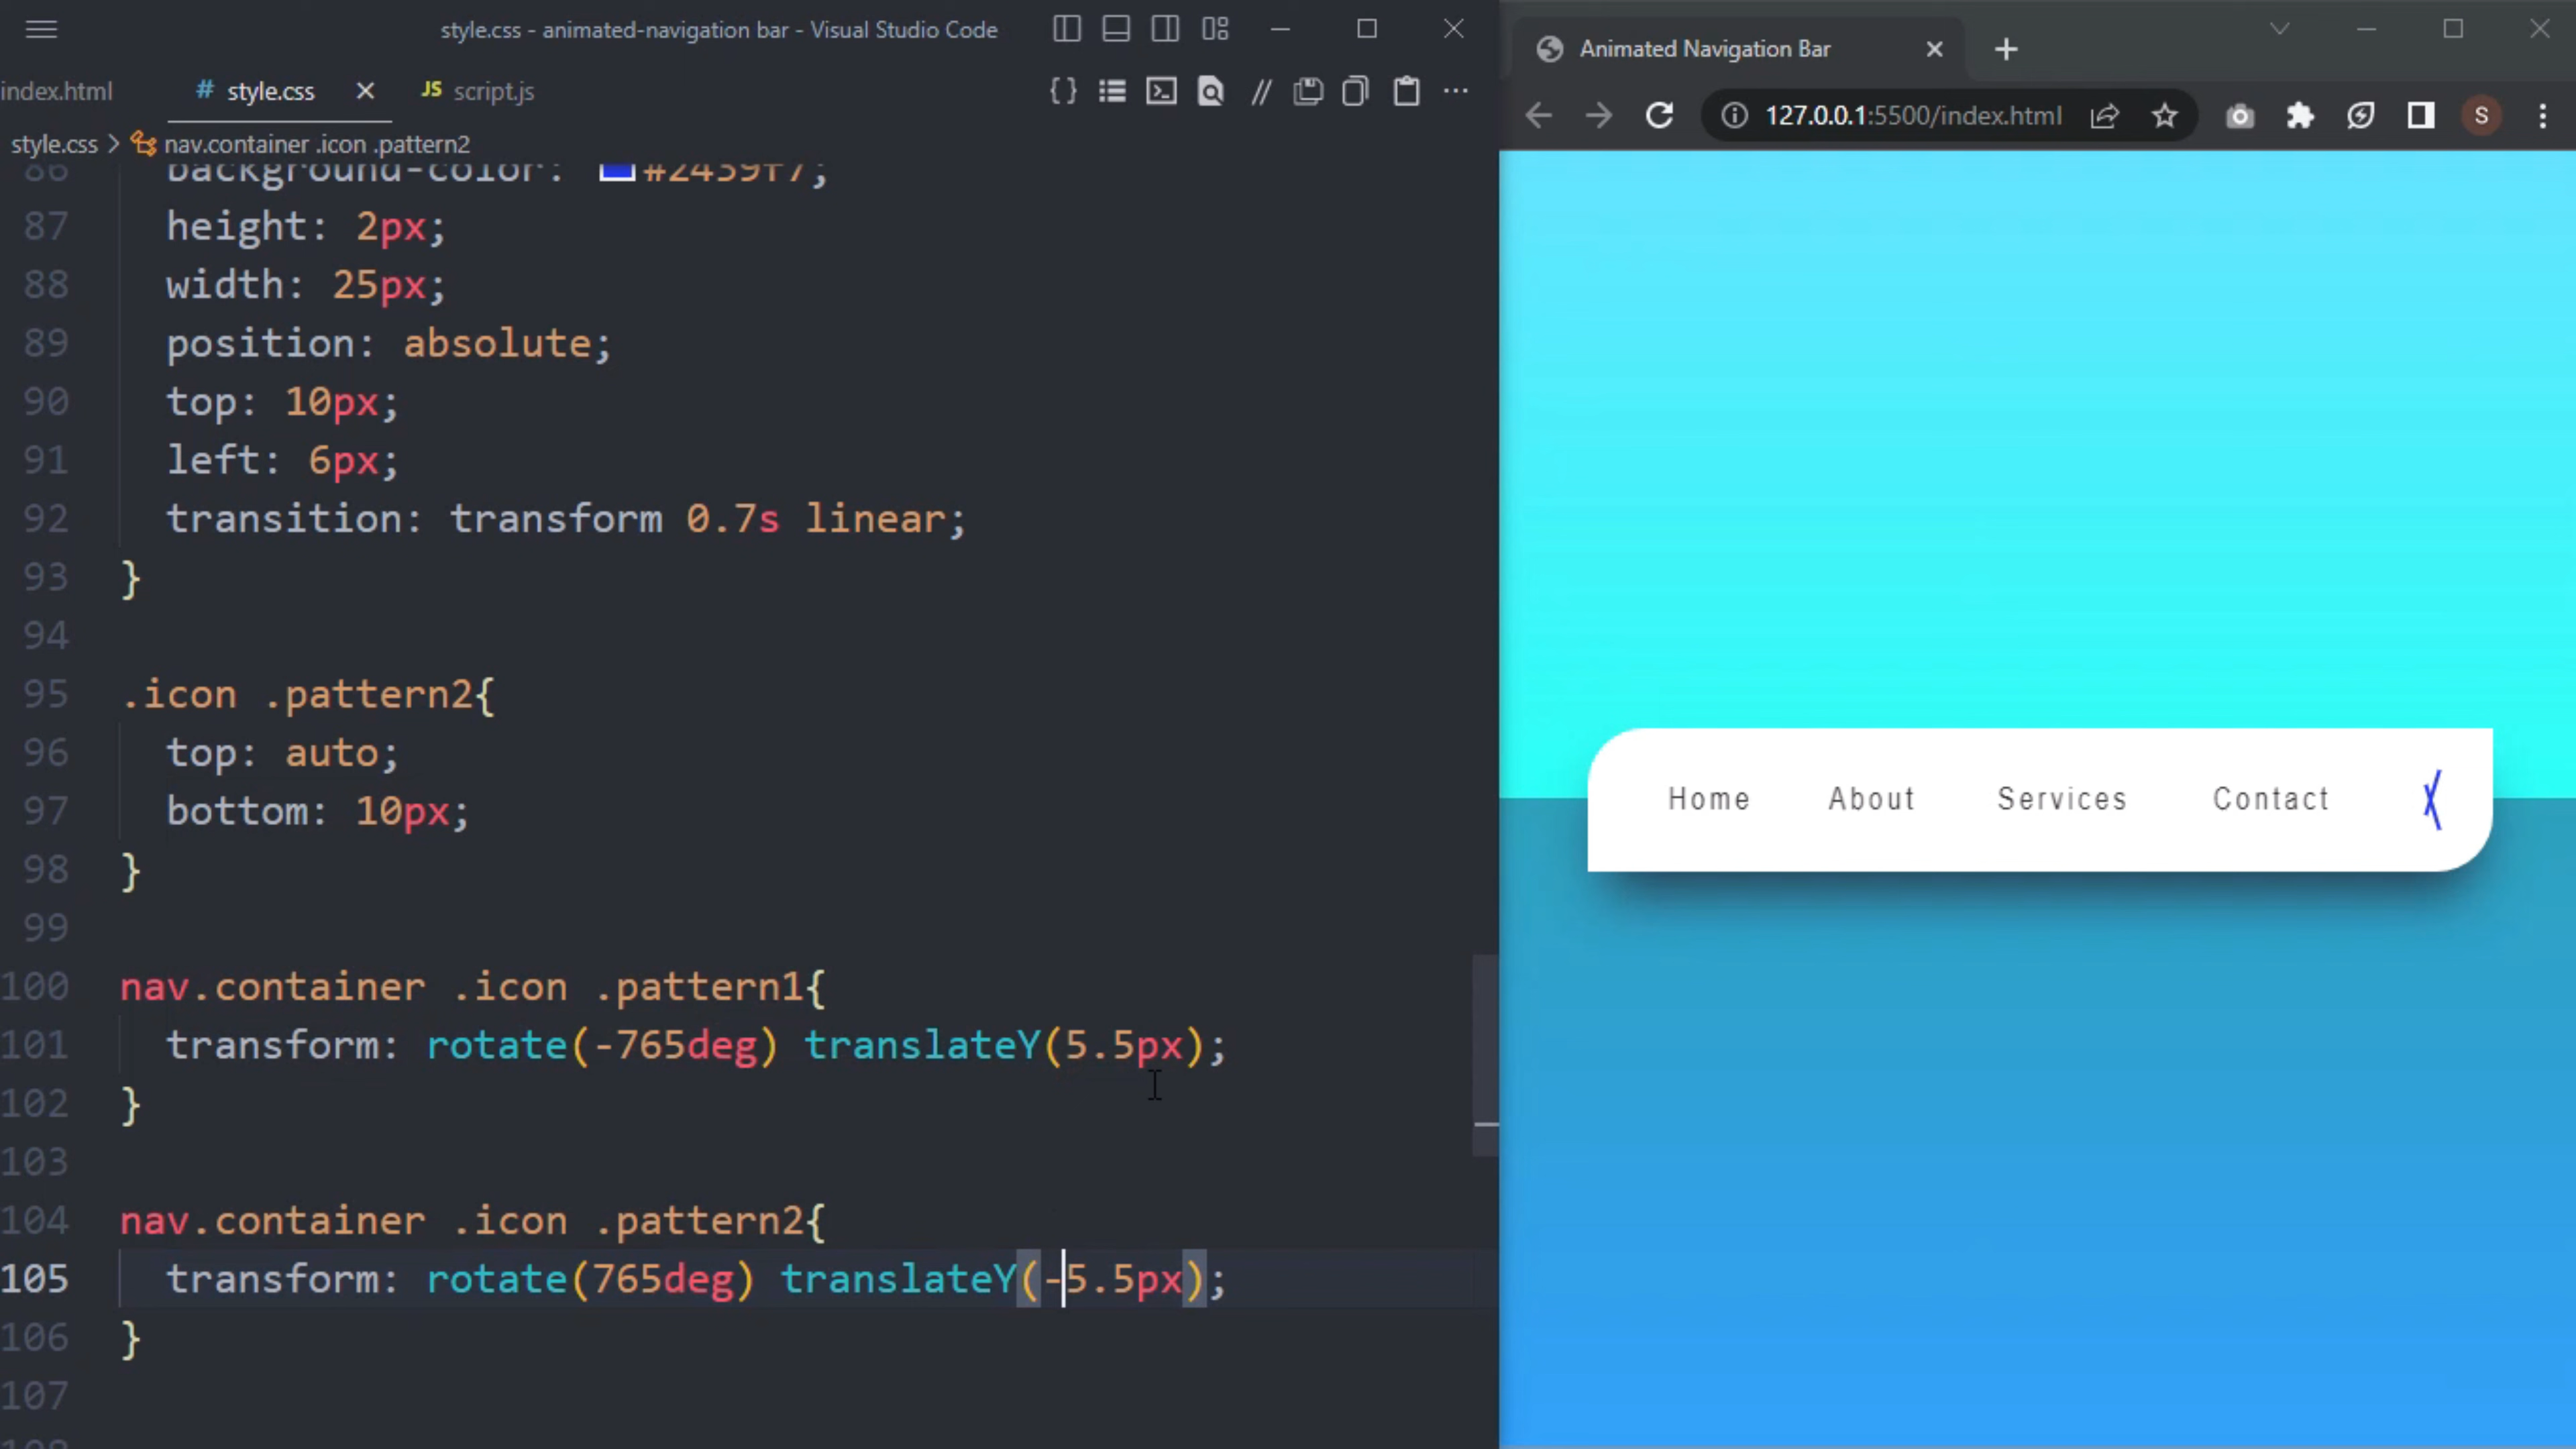 style.css - animated-navigation bar - Visual Studio Code
index.html
# style.css
JS script.js
style.css > nav.container .icon .pattern2
86 background-color: #2439f7;
87 height: 2px;
88 width: 25px;
89 position: absolute;
90 top: 10px;
91 left: 6px;
92 transition: transform 0.7s linear;
93 }
94
95 .icon .pattern2{
96 top: auto;
97 bottom: 10px;
98 }
99
100 nav.container .icon .pattern1{
101 transform: rotate(-765deg) translateY(5.5px);
102 }
103
104 nav.container .icon .pattern2{
105 transform: rotate(765deg) translateY(-5.5px);
106 }
107
108
Animated Navigation Bar
127.0.0.1:5500/index.html
S
Home About Services Contact